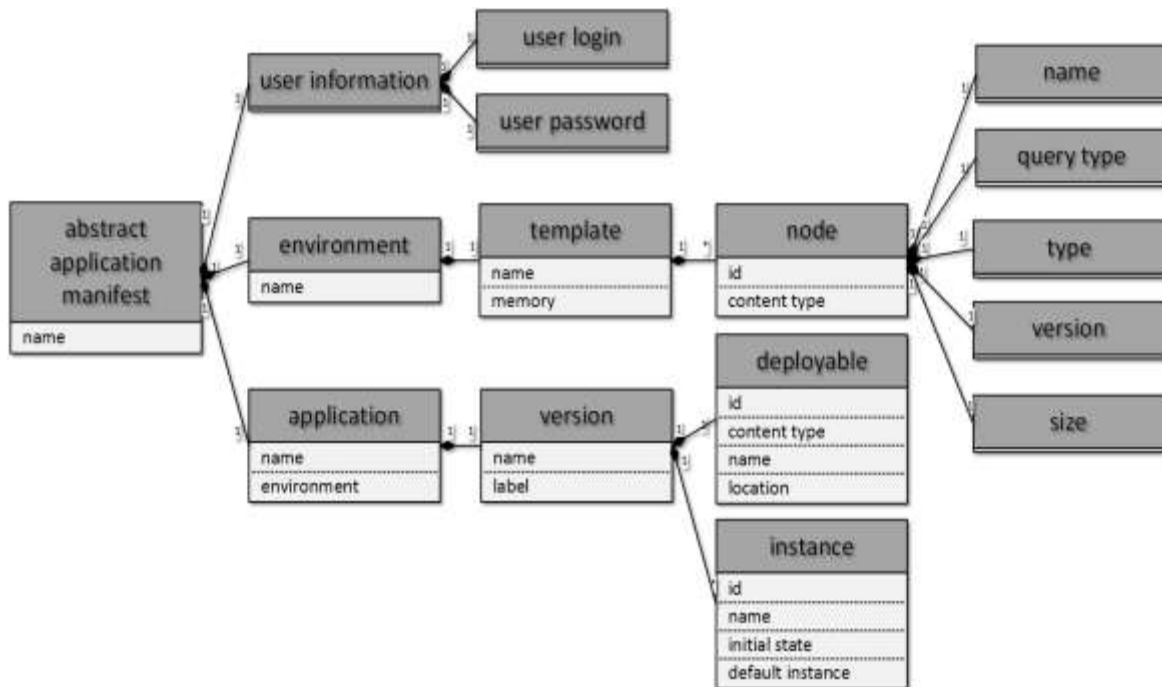 user login
user information
user password
abstract
application
manifest
name
environment
name
template
name
memory
node
id
content type
name
query type
type
version
size
application
name
environment
version
name
label
deployable
id
content type
name
location
instance
id
name
initial state
default instance